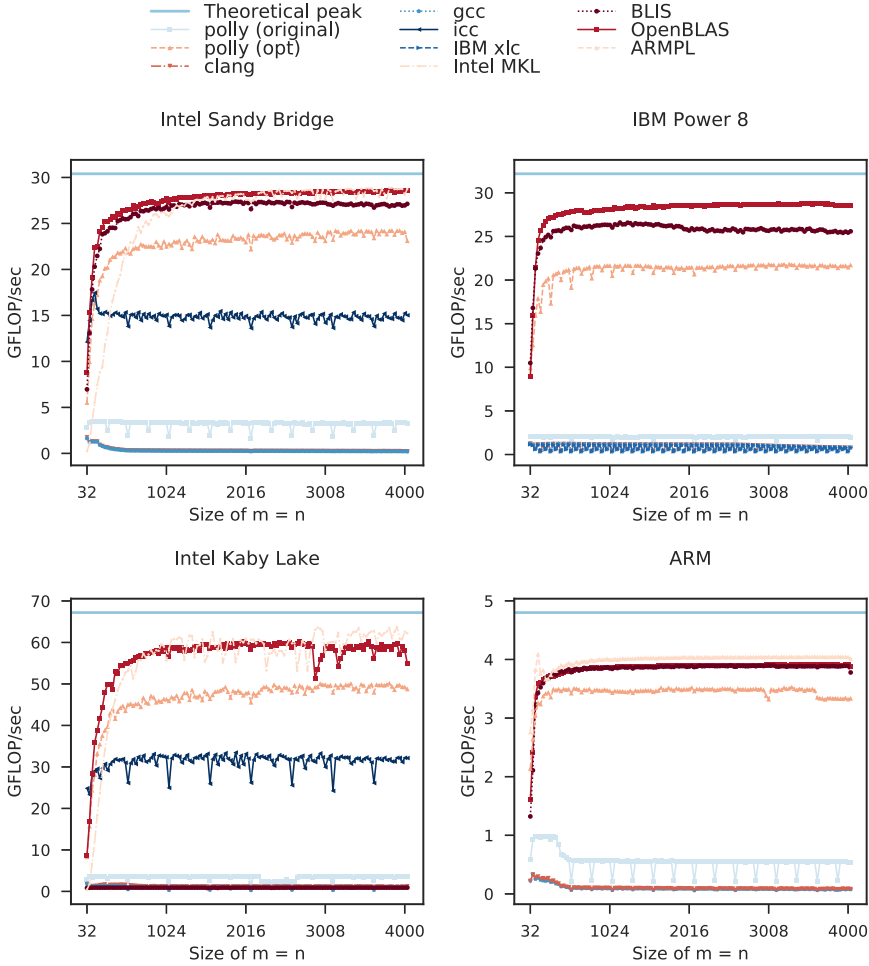 Theoretical peak
polly (original)
polly (opt)
clang
gcc
icc
IBM xlc
Intel MKL
BLIS
OpenBLAS
ARMPL
Intel Sandy Bridge
GFLOP/sec
30
25
20
15
10
5
0
32 1024 2016 3008 4000
Size of m = n
IBM Power 8
GFLOP/sec
30
25
20
15
10
5
0
32 1024 2016 3008 4000
Size of m = n
Intel Kaby Lake
GFLOP/sec
70
60
50
40
30
20
10
0
32 1024 2016 3008 4000
Size of m = n
ARM
GFLOP/sec
5
4
3
2
1
0
32 1024 2016 3008 4000
Size of m = n